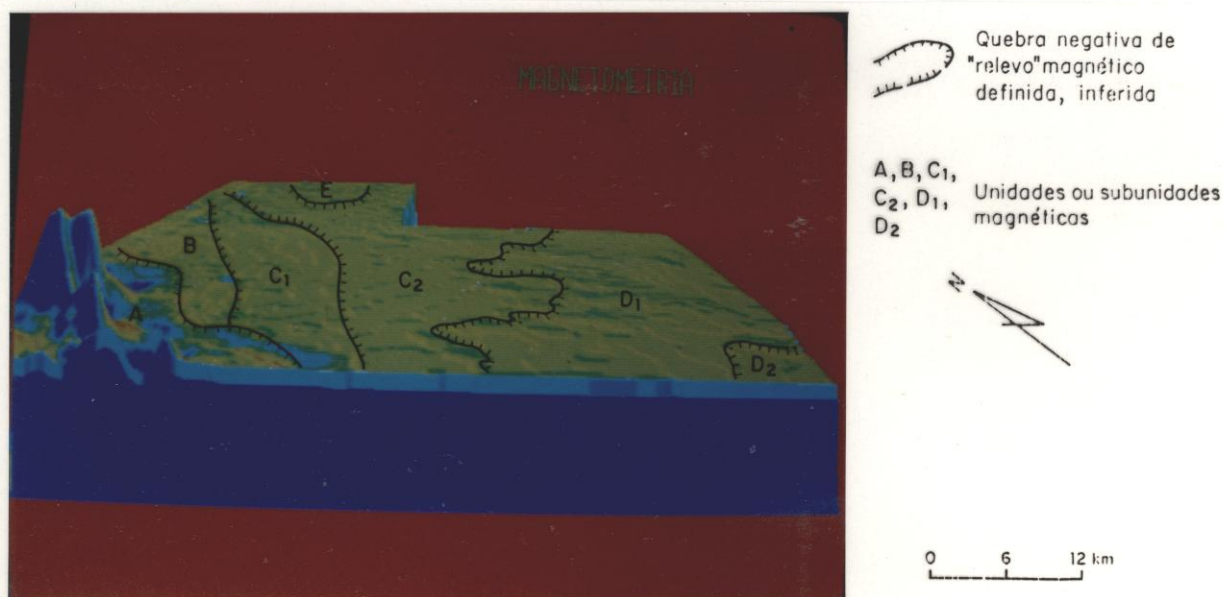 MAGNETOMETRIA
E
B
C1
C2
A
D1
D2
Quebra negativa de
"relevo" magnético
definida, inferida
A, B, C1,
C2, D1,
D2
Unidades ou subunidades
magnéticas
N
0 6 12 km